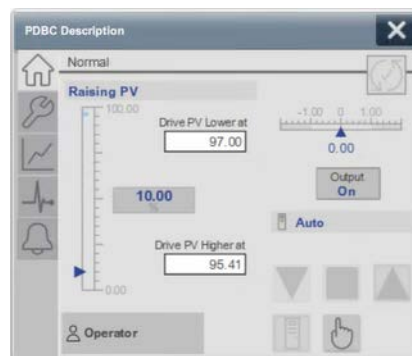 PDBC Description
Normal
Raising PV
100.00
Drive PV Lower at
97.00
-1.00 0 1.00
0.00
Output
On
10.00
%
Auto
Drive PV Higher at
95.41
0.00
Operator